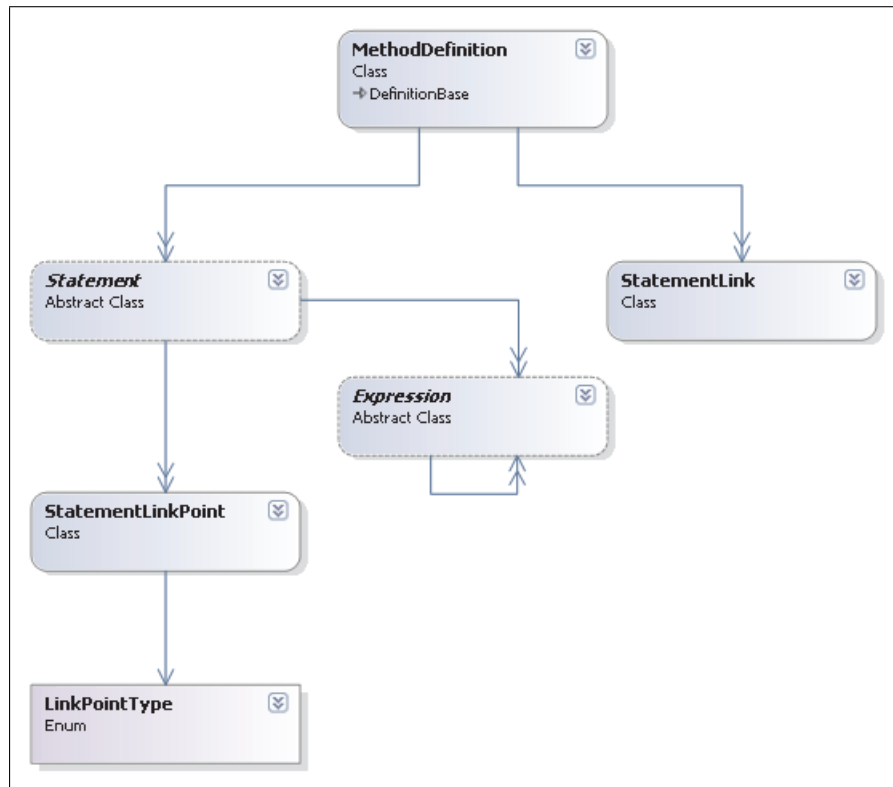 MethodDefinition
Class
DefinitionBase
Statement
Abstract Class
StatementLink
Class
Expression
Abstract Class
StatementLinkPoint
Class
LinkPointType
Enum